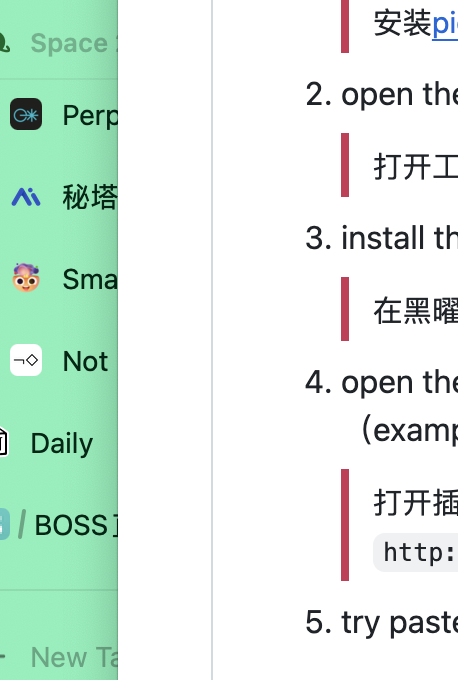 Space
Perp
秘塔
Sma
Not
Daily
/ BOSS
New Ta
安装pi
2. open the
打开工
3. install th
在黑曜
4. open the
（examp
打开插
http:
5. try paste